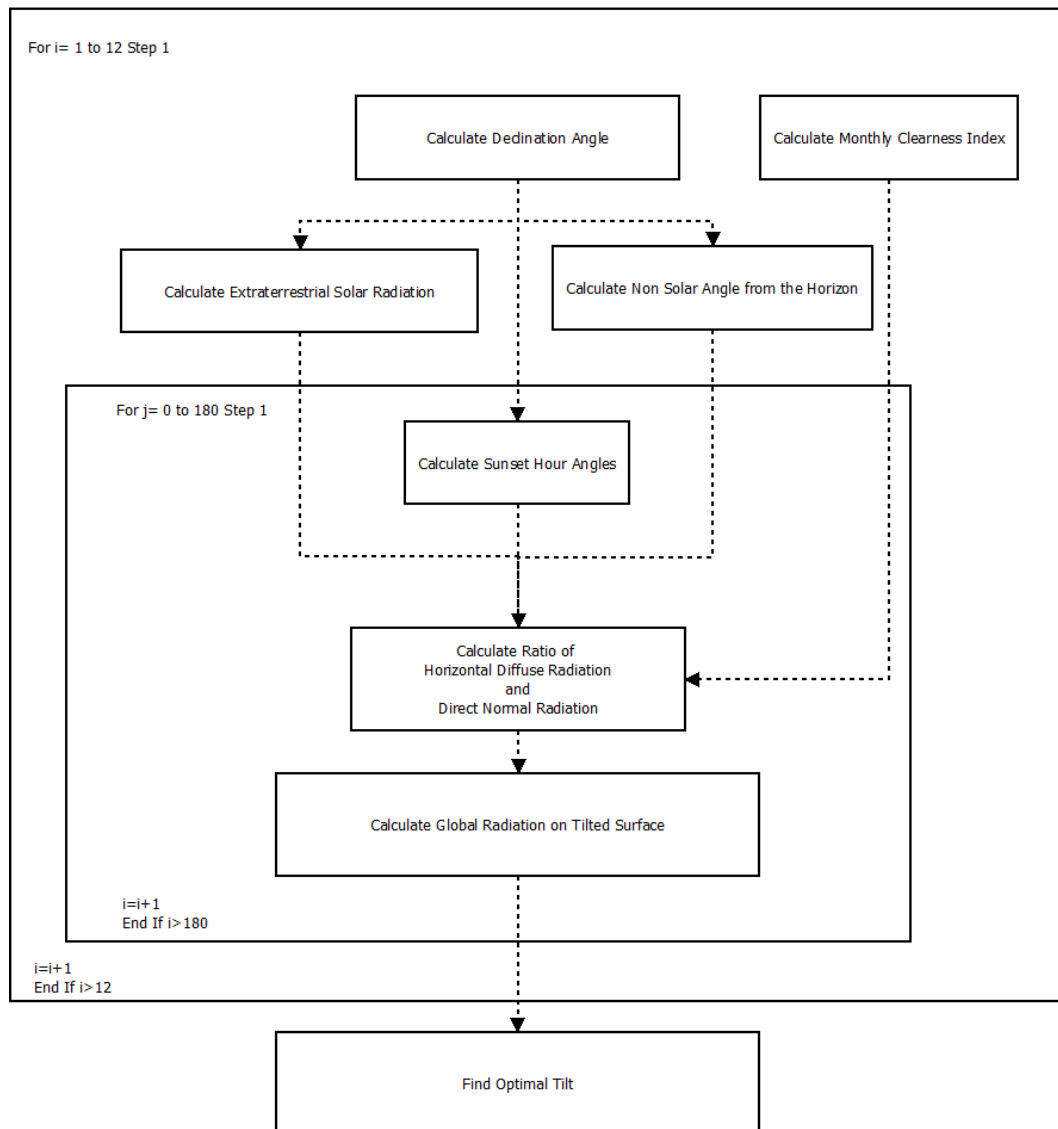 For i= 1 to 12 Step 1
Calculate Declination Angle
Calculate Monthly Clearness Index
Calculate Extraterrestrial Solar Radiation
Calculate Non Solar Angle from the Horizon
For j= 0 to 180 Step 1
Calculate Sunset Hour Angles
Calculate Ratio of
Horizontal Diffuse Radiation
and
Direct Normal Radiation
Calculate Global Radiation on Tilted Surface
i=i+1
End If i>180
i=i+1
End If i>12
Find Optimal Tilt